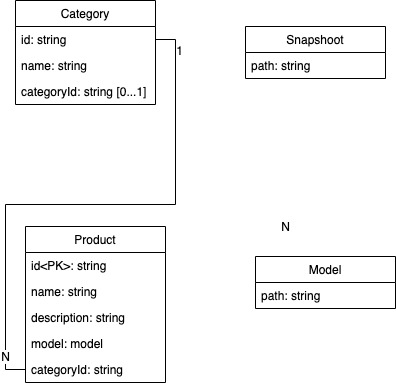 Category
id: string
name: string
categoryId: string [0...1]
1
Snapshoot
path: string
N
Product
id<PK>: string
name: string
description: string
model: model
categoryId: string
N
Model
path: string